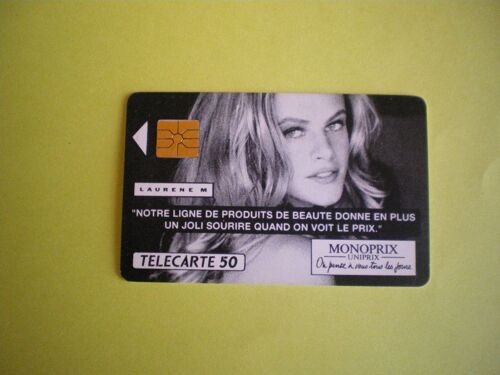 LAURENE M
"NOTRE LIGNE DE PRODUITS DE BEAUTE DONNE EN PLUS
UN JOLI SOURIRE QUAND ON VOIT LE PRIX."
MONOPRIX
UNIPRIX
On pense à vous tous les jours.
TELECARTE 50